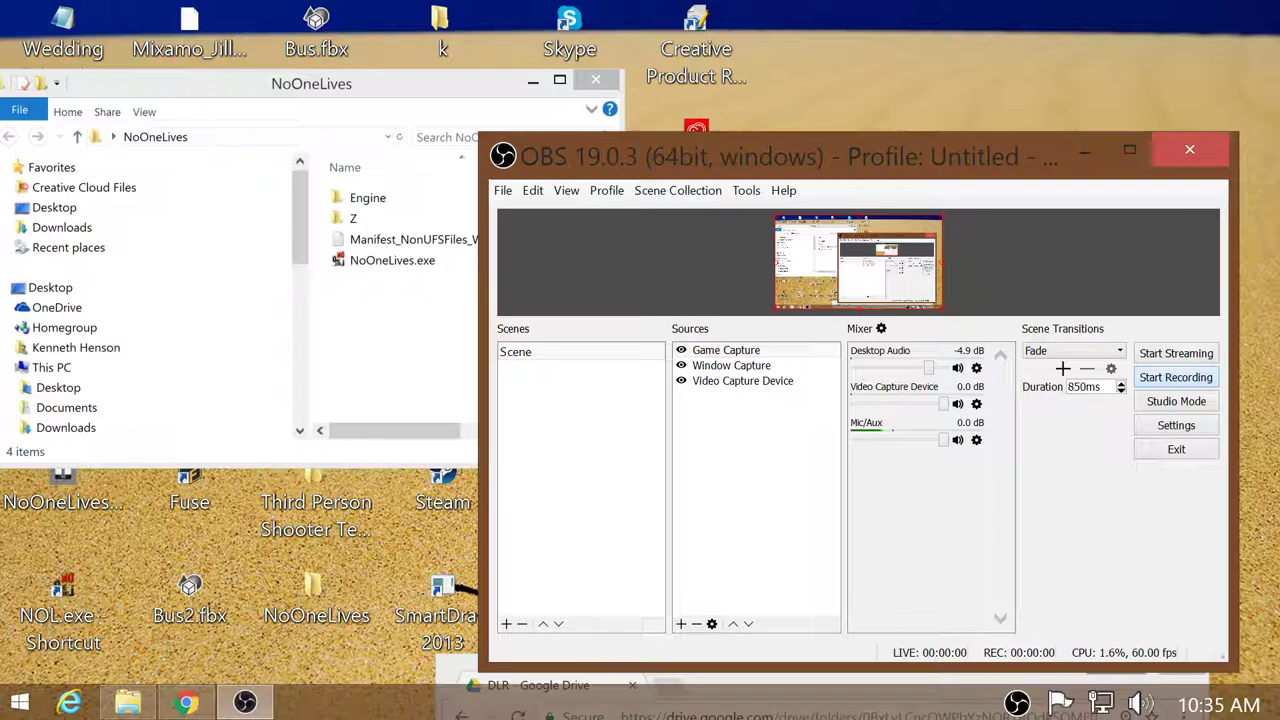 Wedding
Mixamo_Jill...
Bus.fbx
k
Skype
Creative
Product R...
NoOneLives
File
Home
Share
View
NoOneLives
Search NoO
Favorites
Creative Cloud Files
Desktop
Downloads
Recent places
Desktop
OneDrive
Homegroup
Kenneth Henson
This PC
Desktop
Documents
Downloads
4 items
Name
Engine
Z
Manifest_NonUFSFiles_W
NoOneLives.exe
OBS 19.0.3 (64bit, windows) - Profile: Untitled - ...
File
Edit
View
Profile
Scene Collection
Tools
Help
Scenes
Scene
Sources
Game Capture
Window Capture
Video Capture Device
Mixer
Desktop Audio -4.9 dB
Video Capture Device 0.0 dB
Mic/Aux 0.0 dB
Scene Transitions
Fade
Duration 850ms
Start Streaming
Start Recording
Studio Mode
Settings
Exit
LIVE: 00:00:00 REC: 00:00:00 CPU: 1.6%, 60.00 fps
NoOneLives...
Fuse
Third Person
Shooter Te...
Steam
NOL.exe -
Shortcut
Bus2.fbx
NoOneLives
SmartDra
2013
DLR - Google Drive
Secure
10:35 AM